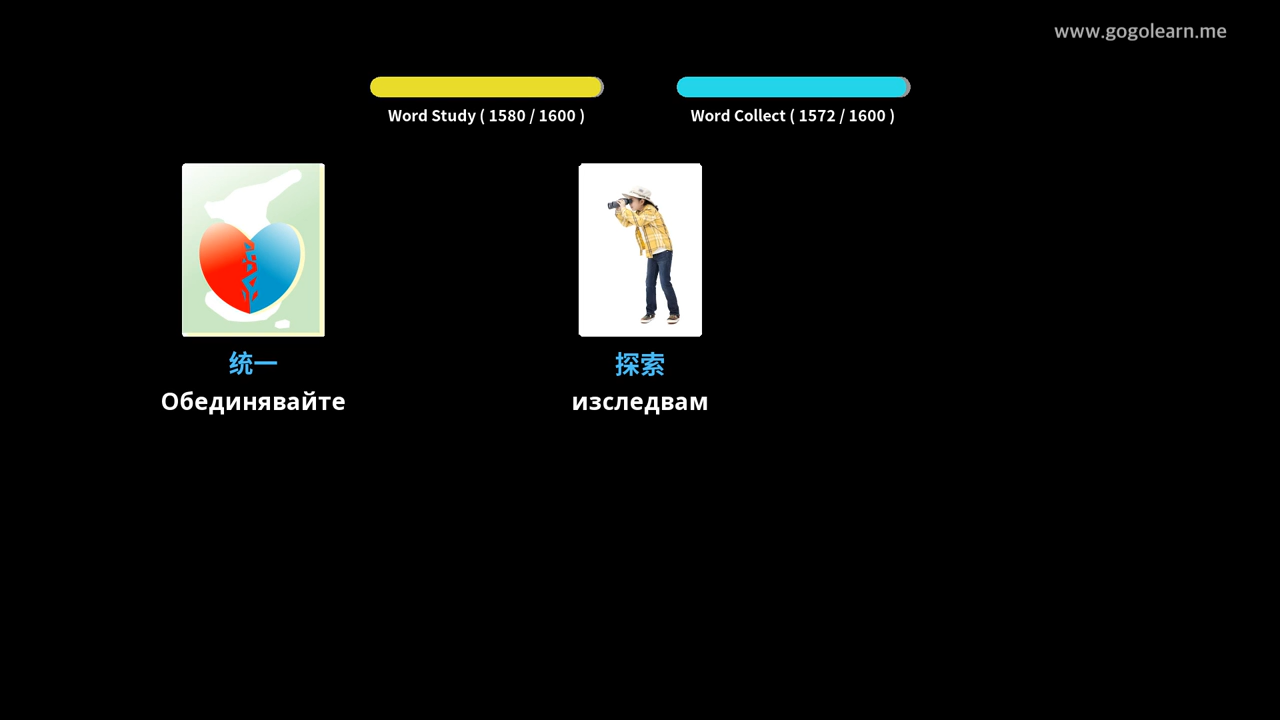 www.gogolearn.me
Word Study ( 1580 / 1600 )
Word Collect ( 1572 / 1600 )
统一
Обединявайте
探索
изследвам